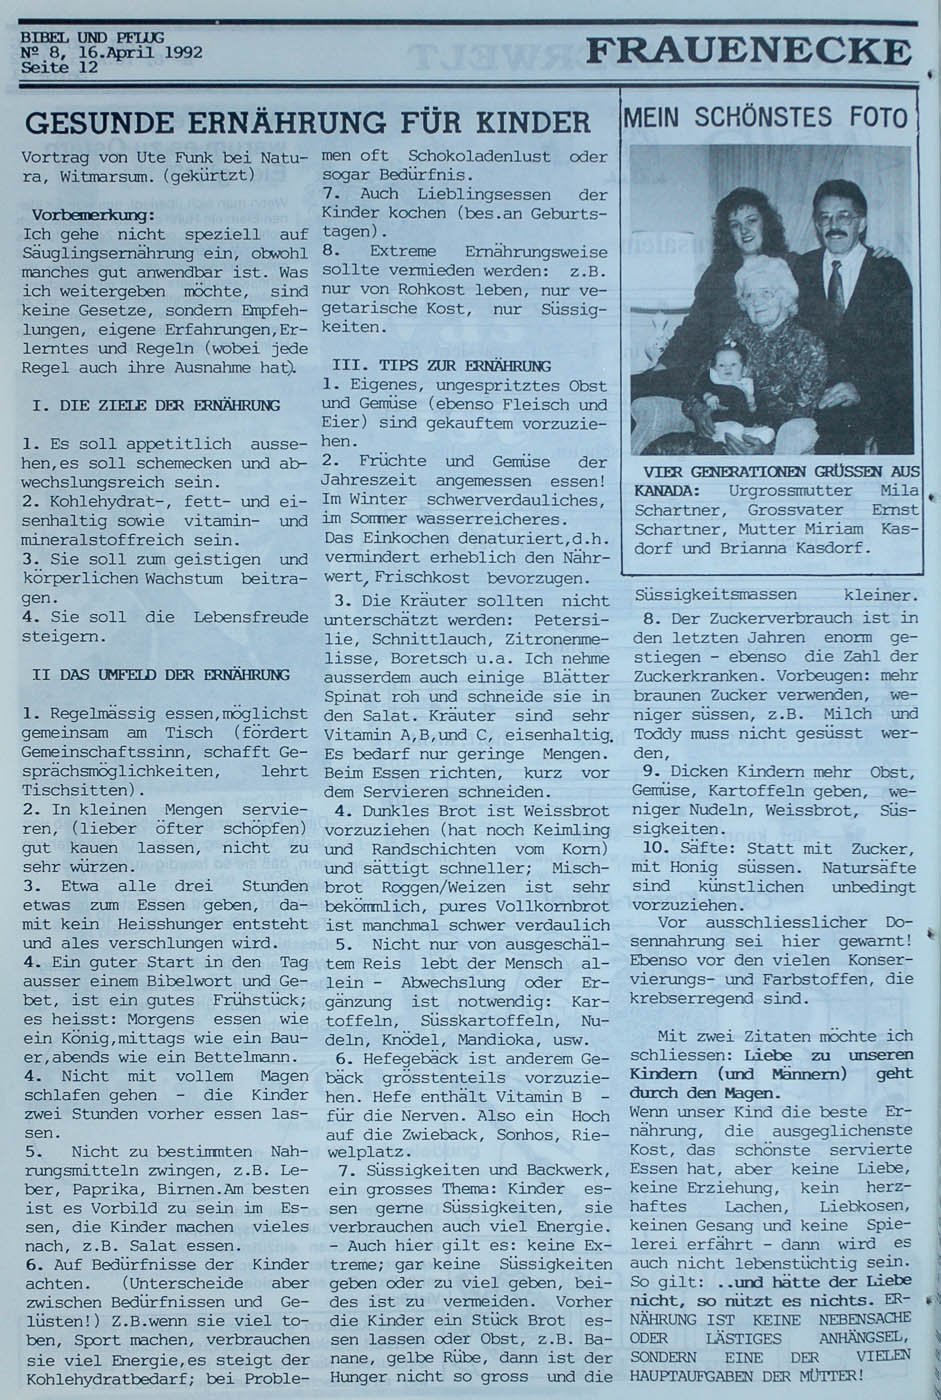 BIBEL UND PFLUG
Nº 8, 16.April 1992
Seite 12
FRAUENECKE
GESUNDE ERNÄHRUNG FÜR KINDER
Vortrag von Ute Funk bei Natu-
ra, Witmarsum. (gekürtzt)
Vorbemerkung:
Ich gehe nicht speziell auf
Säuglingsernährung ein, obwohl
manches gut anwendbar ist. Was
ich weitergeben möchte, sind
keine Gesetze, sondern Empfeh-
lungen, eigene Erfahrungen,Er-
lerntes und Regeln (wobei jede
Regel auch ihre Ausnahme hat).
I. DIE ZIELE DER ERNÄHRUNG
1. Es soll appetitlich ausse-
hen,es soll schemecken und ab-
wechslungsreich sein.
2. Kohlehydrat-, fett- und ei-
senhaltig sowie vitamin- und
mineralstoffreich sein.
3. Sie soll zum geistigen und
körperlichen Wachstum beitra-
gen.
4. Sie soll die Lebensfreude
steigern.
II DAS UMFELD DER ERNÄHRUNG
1. Regelmässig essen,möglichst
gemeinsam am Tisch (fördert
Gemeinschaftssinn, schafft Ge-
sprächsmöglichkeiten, lehrt
Tischsitten).
2. In kleinen Mengen servie-
ren, (lieber öfter schöpfen)
gut kauen lassen, nicht zu
sehr würzen.
3. Etwa alle drei Stunden
etwas zum Essen geben, da-
mit kein Heisshunger entsteht
und ales verschlungen wird.
4. Ein guter Start in den Tag
ausser einem Bibelwort und Ge-
bet, ist ein gutes Frühstück;
es heisst: Morgens essen wie
ein König,mittags wie ein Bau-
er,abends wie ein Bettelmann.
4. Nicht mit vollem Magen
schlafen gehen - die Kinder
zwei Stunden vorher essen las-
sen.
5. Nicht zu bestimmten Nah-
rungsmitteln zwingen, z.B. Le-
ber, Paprika, Birnen.Am besten
ist es Vorbild zu sein im Es-
sen, die Kinder machen vieles
nach, z.B. Salat essen.
6. Auf Bedürfnisse der Kinder
achten. (Unterscheide aber
zwischen Bedürfnissen und Ge-
lüsten!) Z.B.wenn sie viel to-
ben, Sport machen, verbrauchen
sie viel Energie,es steigt der
Kohlehydratbedarf; bei Proble-
men oft Schokoladenlust oder
sogar Bedürfnis.
7. Auch Lieblingsessen der
Kinder kochen (bes.an Geburts-
tagen).
8. Extreme Ernährungsweise
sollte vermieden werden: z.B.
nur von Rohkost leben, nur ve-
getarische Kost, nur Süssig-
keiten.
III. TIPS ZUR ERNÄHRUNG
1. Eigenes, ungespritztes Obst
und Gemüse (ebenso Fleisch und
Eier) sind gekauftem vorzuzie-
hen.
2. Früchte und Gemüse der
Jahreszeit angemessen essen!
Im Winter schwerverdauliches,
im Sommer wasserreicheres.
Das Einkochen denaturiert,d.h.
vermindert erheblich den Nähr-
wert, Frischkost bevorzugen.
3. Die Kräuter sollten nicht
unterschätzt werden: Petersi-
lie, Schnittlauch, Zitronenme-
lisse, Boretsch u.a. Ich nehme
ausserdem auch einige Blätter
Spinat roh und schneide sie in
den Salat. Kräuter sind sehr
Vitamin A,B,und C, eisenhaltig.
Es bedarf nur geringe Mengen.
Beim Essen richten, kurz vor
dem Servieren schneiden.
4. Dunkles Brot ist Weissbrot
vorzuziehen (hat noch Keimling
und Randschichten vom Korn)
und sättigt schneller; Misch-
brot Roggen/Weizen ist sehr
bekömmlich, pures Vollkornbrot
ist manchmal schwer verdaulich
5. Nicht nur von ausgeschäl-
tem Reis lebt der Mensch al-
lein - Abwechslung oder Er-
gänzung ist notwendig: Kar-
toffeln, Süsskartoffeln, Nu-
deln, Knödel, Mandioka, usw.
6. Hefegebäck ist anderem Ge-
bäck grösstenteils vorzuzie-
hen. Hefe enthält Vitamin B -
für die Nerven. Also ein Hoch
auf die Zwieback, Sonhos, Rie-
welplatz.
7. Süssigkeiten und Backwerk,
ein grosses Thema: Kinder es-
sen gerne Süssigkeiten, sie
verbrauchen auch viel Energie.
- Auch hier gilt es: keine Ex-
treme; gar keine Süssigkeiten
geben oder zu viel geben, bei-
des ist zu vermeiden. Vorher
die Kinder ein Stück Brot es-
sen lassen oder Obst, z.B. Ba-
nane, gelbe Rübe, dann ist der
Hunger nicht so gross und die
MEIN SCHÖNSTES FOTO
VIER GENERATIONEN GRÜSSEN AUS
KANADA: Urgrossmutter Mila
Schartner, Grossvater Ernst
Schartner, Mutter Miriam Kas-
dorf und Brianna Kasdorf.
Süssigkeitsmassen kleiner.
8. Der Zuckerverbrauch ist in
den letzten Jahren enorm ge-
stiegen - ebenso die Zahl der
Zuckerkranken. Vorbeugen: mehr
braunen Zucker verwenden, we-
niger süssen, z.B. Milch und
Toddy muss nicht gesüsst wer-
den,
9. Dicken Kindern mehr Obst,
Gemüse, Kartoffeln geben, we-
niger Nudeln, Weissbrot, Süs-
sigkeiten.
10. Säfte: Statt mit Zucker,
mit Honig süssen. Natursäfte
sind künstlichen unbedingt
vorzuziehen.
Vor ausschliesslicher Do-
sennahrung sei hier gewarnt!
Ebenso vor den vielen Konser-
vierungs- und Farbstoffen, die
krebserregend sind.
Mit zwei Zitaten möchte ich
schliessen: Liebe zu unseren
Kindern (und Männern) geht
durch den Magen.
Wenn unser Kind die beste Er-
nährung, die ausgeglichenste
Kost, das schönste servierte
Essen hat, aber keine Liebe,
keine Erziehung, kein herz-
haftes Lachen, Liebkosen,
keinen Gesang und keine Spie-
lerei erfährt - dann wird es
auch nicht lebenstüchtig sein.
So gilt: ..und hätte der Liebe
nicht, so nützt es nichts. ER-
NÄHRUNG IST KEINE NEBENSACHE
ODER LÄSTIGES ANHÄNGSEL,
SONDERN EINE DER VIELEN
HAUPTAUFGABEN DER MÜTTER!